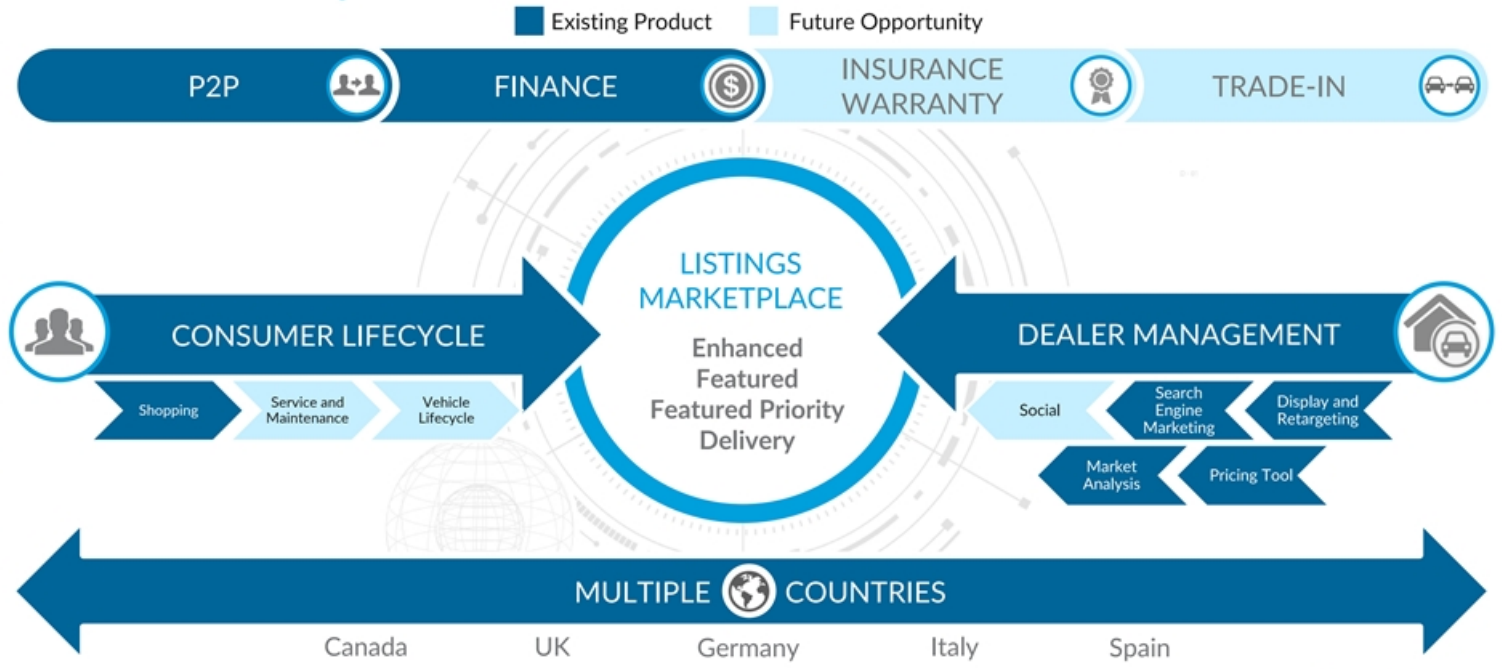 Existing Product
Future Opportunity
P2P
FINANCE
INSURANCE
WARRANTY
TRADE-IN
LISTINGS
MARKETPLACE
Enhanced
Featured
Featured Priority
Delivery
CONSUMER LIFECYCLE
Shopping
Service and
Maintenance
Vehicle
Lifecycle
DEALER MANAGEMENT
Social
Search
Engine
Marketing
Display and
Retargeting
Market
Analysis
Pricing Tool
MULTIPLE COUNTRIES
Canada
UK
Germany
Italy
Spain